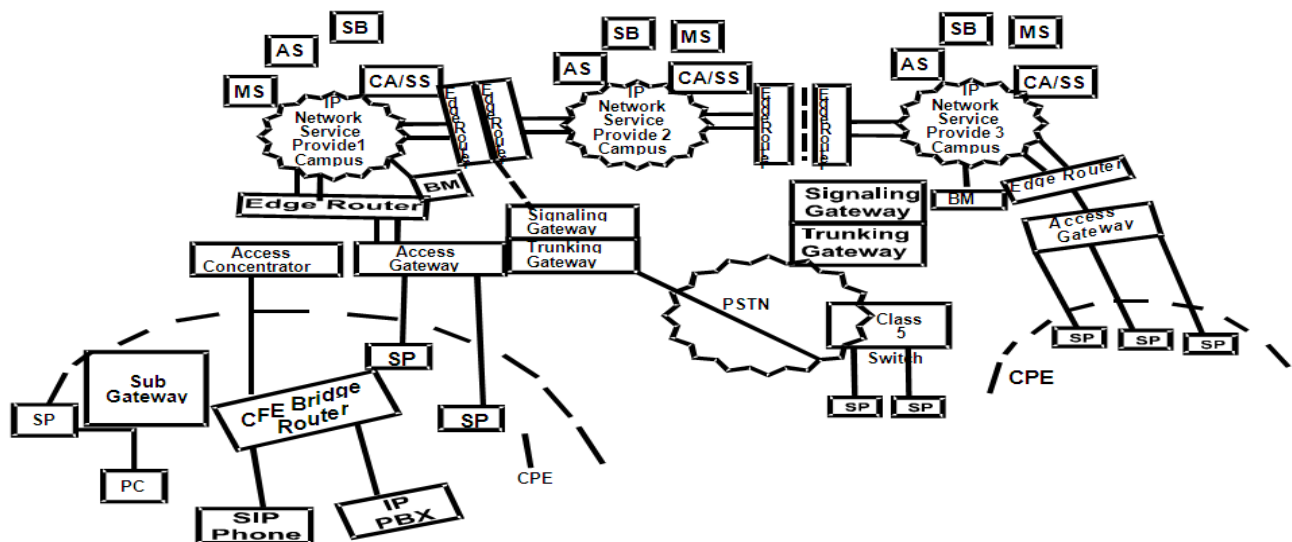 SB
AS
MS
CA/SS
IP
Network
Service
Provide1
Campus
Edge Router
Edge Router
SB
MS
AS
CA/SS
IP
Network
Service
Provide 2
Campus
Edge Router
Edge Router
SB
MS
AS
CA/SS
IP
Network
Service
Provide 3
Campus
BM
Edge Router
Signaling
Gateway
Trunking
Gateway
Access
Concentrator
Access
Gateway
Signaling
Gateway
Trunking
Gateway
BM
Edge Router
Access
Gateway
PSTN
Class
5
Switch
SP
SP
SP
SP
SP
CPE
Sub
Gateway
SP
PC
CFE Bridge
Router
SP
SP
CPE
SIP
Phone
IP
PBX